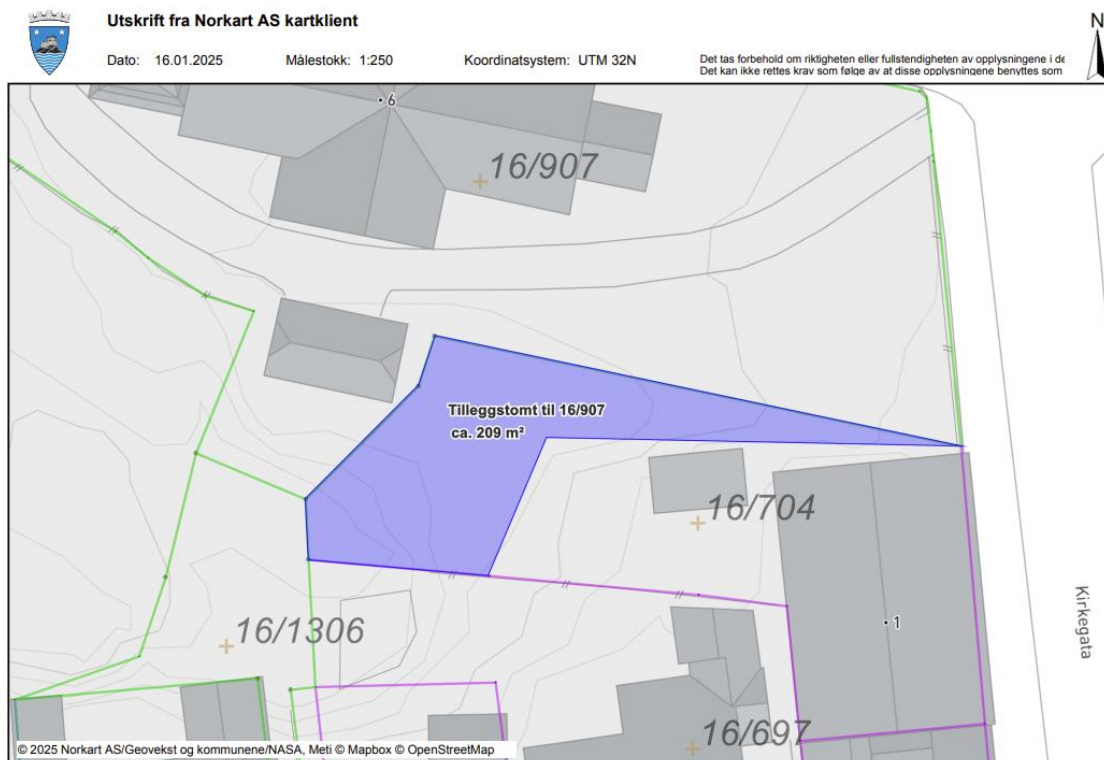 Utskrift fra Norkart AS kartklient
N
Dato: 16.01.2025 Målestokk: 1:250 Koordinatsystem: UTM 32N
Det tas forbehold om riktigheten eller fullstendigheten av opplysningene i
Det kan ikke rettes krav som følge av at disse opplysningene benyttes som
6
16/907
Tilleggstomt til 16/907
ca. 209 m²
16/704
Kirkegata
1
16/1306
16/697
© 2025 Norkart AS/Geovekst og kommunene/NASA, Meti © Mapbox © OpenStreetMap